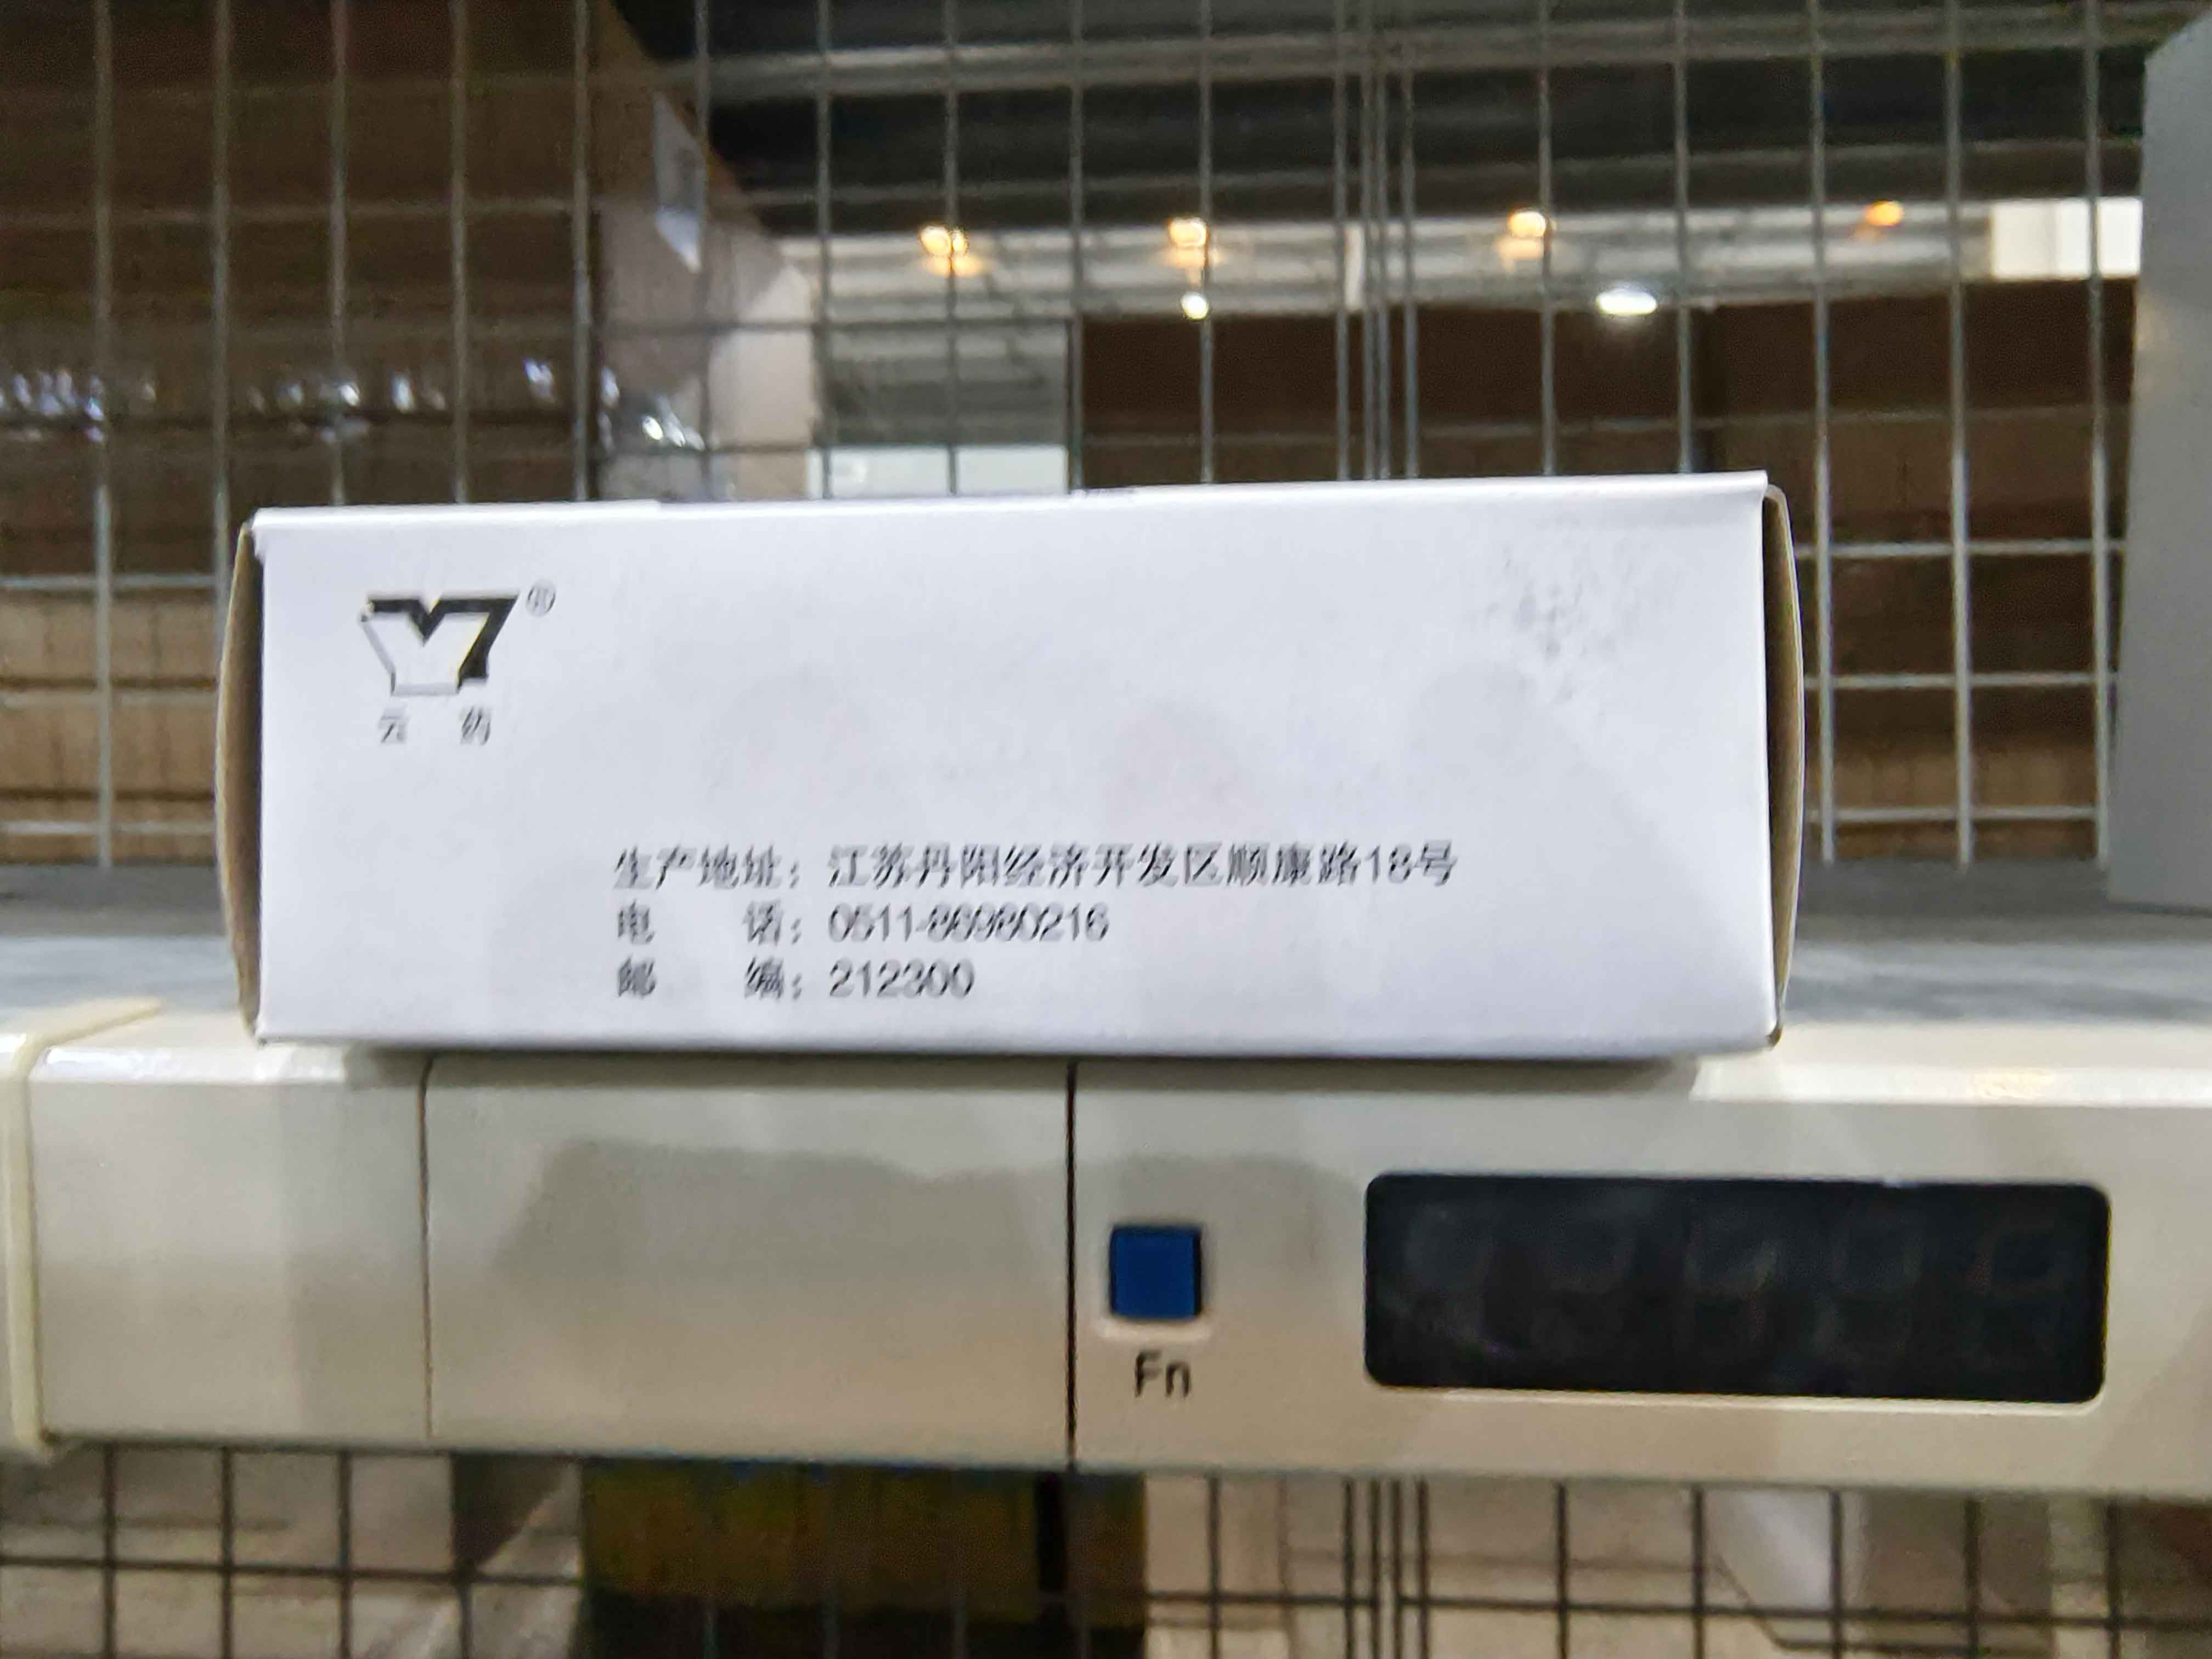 ®
云药
生产地址：江苏丹阳经济开发区顺康路18号
电话：0511-86980216
邮编：212300
Fn